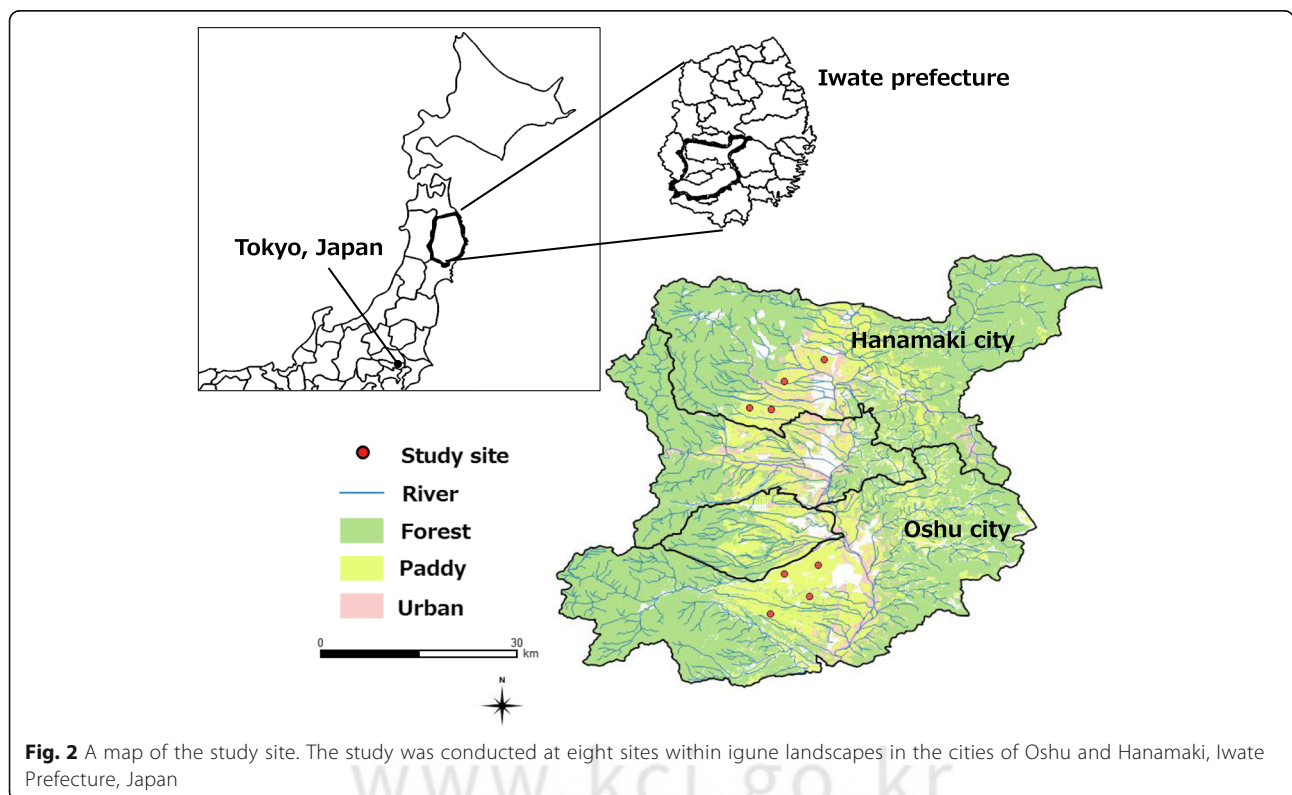 Iwate prefecture
Tokyo, Japan
Hanamaki city
Oshu city
Study site
River
Forest
Paddy
Urban
0 30
km
N
Fig. 2 A map of the study site. The study was conducted at eight sites within igune landscapes in the cities of Oshu and Hanamaki, Iwate
Prefecture, Japan
www.kci.go.kr